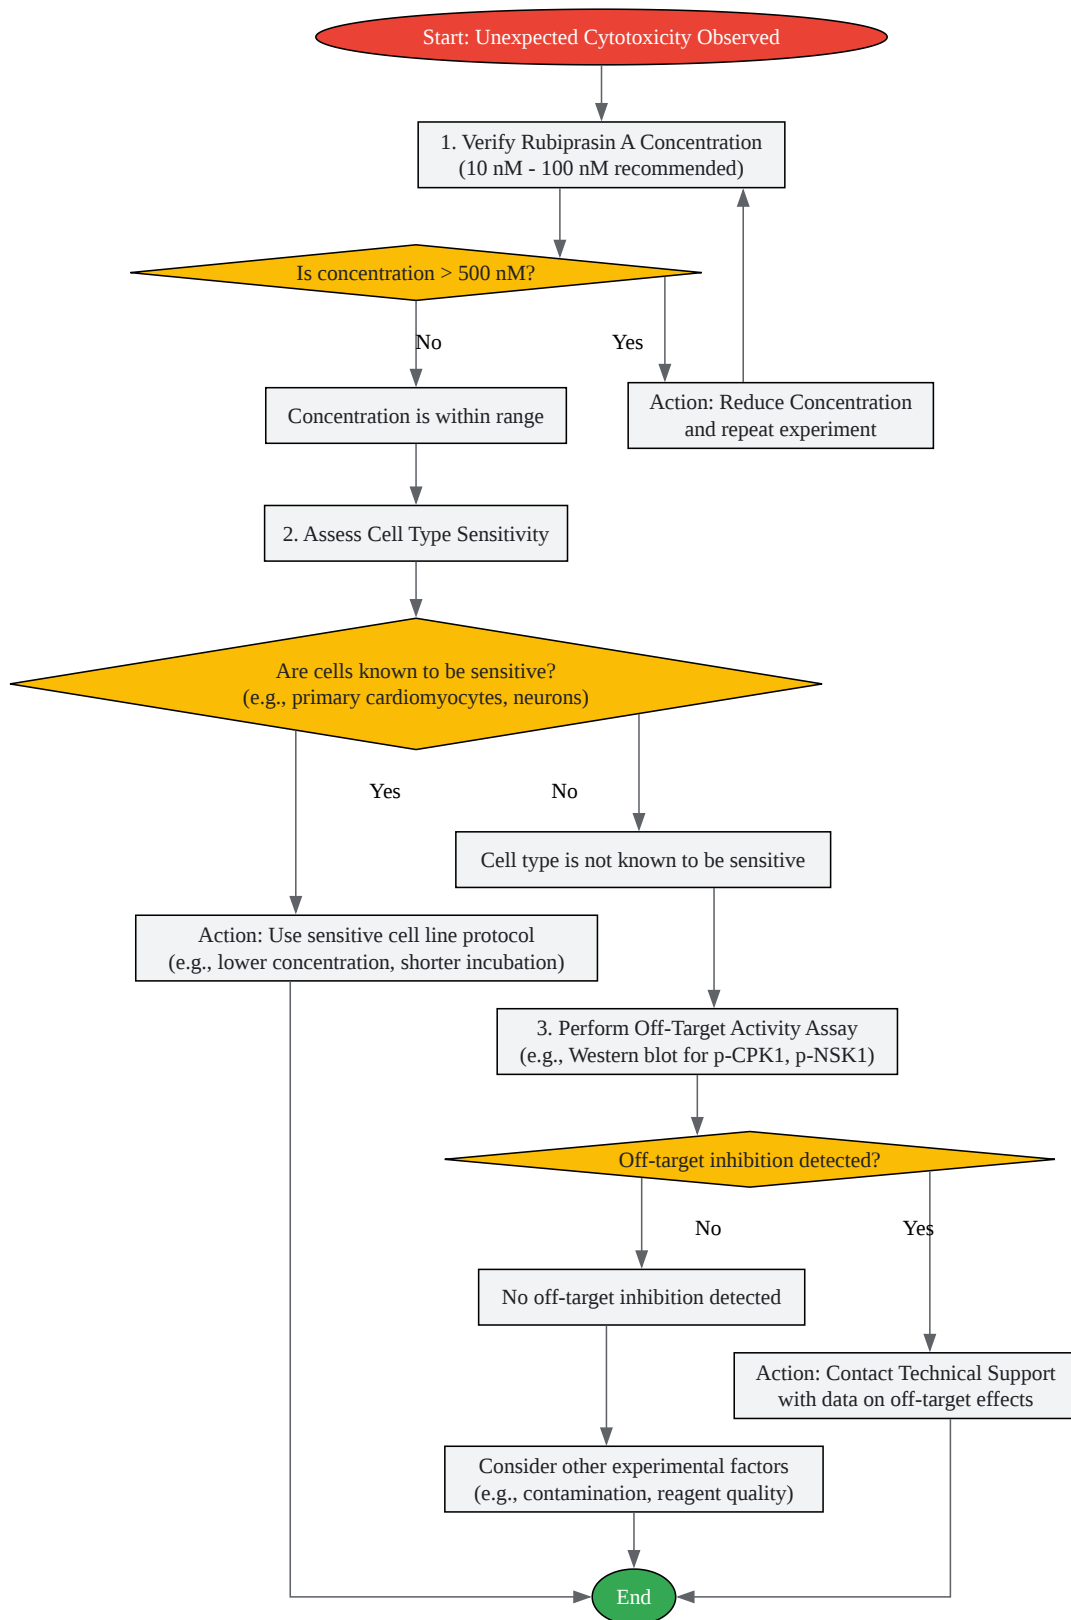 Start: Unexpected Cytotoxicity Observed
1. Verify Rubiprasin A Concentration
(10 nM - 100 nM recommended)
Is concentration > 500 nM?
No
Yes
Concentration is within range
Action: Reduce Concentration
and repeat experiment
2. Assess Cell Type Sensitivity
Are cells known to be sensitive?
(e.g., primary cardiomyocytes, neurons)
Yes
No
Cell type is not known to be sensitive
Action: Use sensitive cell line protocol
(e.g., lower concentration, shorter incubation)
3. Perform Off-Target Activity Assay
(e.g., Western blot for p-CPK1, p-NSK1)
Off-target inhibition detected?
No
Yes
No off-target inhibition detected
Action: Contact Technical Support
with data on off-target effects
Consider other experimental factors
(e.g., contamination, reagent quality)
End